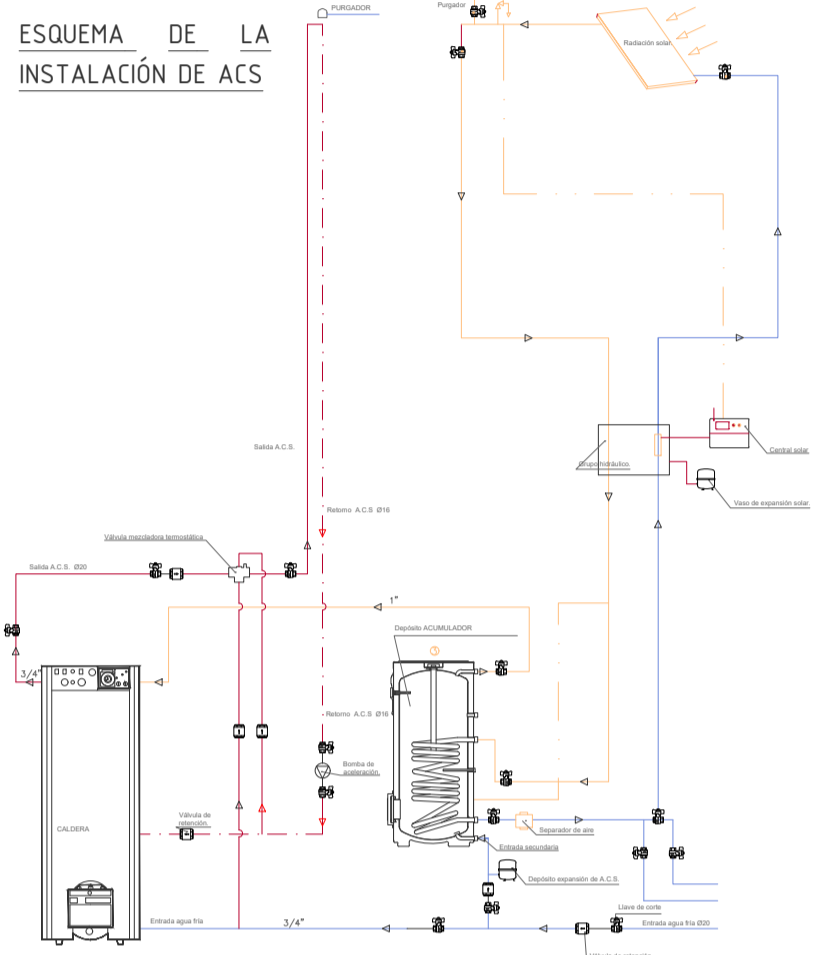 ESQUEMA DE LA
INSTALACIÓN DE ACS
PURGADOR
Purgador
Radiación solar
Salida A.C.S.
Grupo hidráulico
Central solar
Vaso de expansión solar.
Retorno A.C.S Ø16
Válvula mezcladora termostática
Salida A.C.S. Ø20
1"
Depósito ACUMULADOR
3/4"
Retorno A.C.S Ø16
Bomba de
aceleración.
Válvula de
retención.
CALDERA
Separador de aire
Entrada secundaria
Depósito expansión de A.C.S.
Llave de corte
Entrada agua fría
3/4"
Entrada agua fría Ø20
Válvula de retención